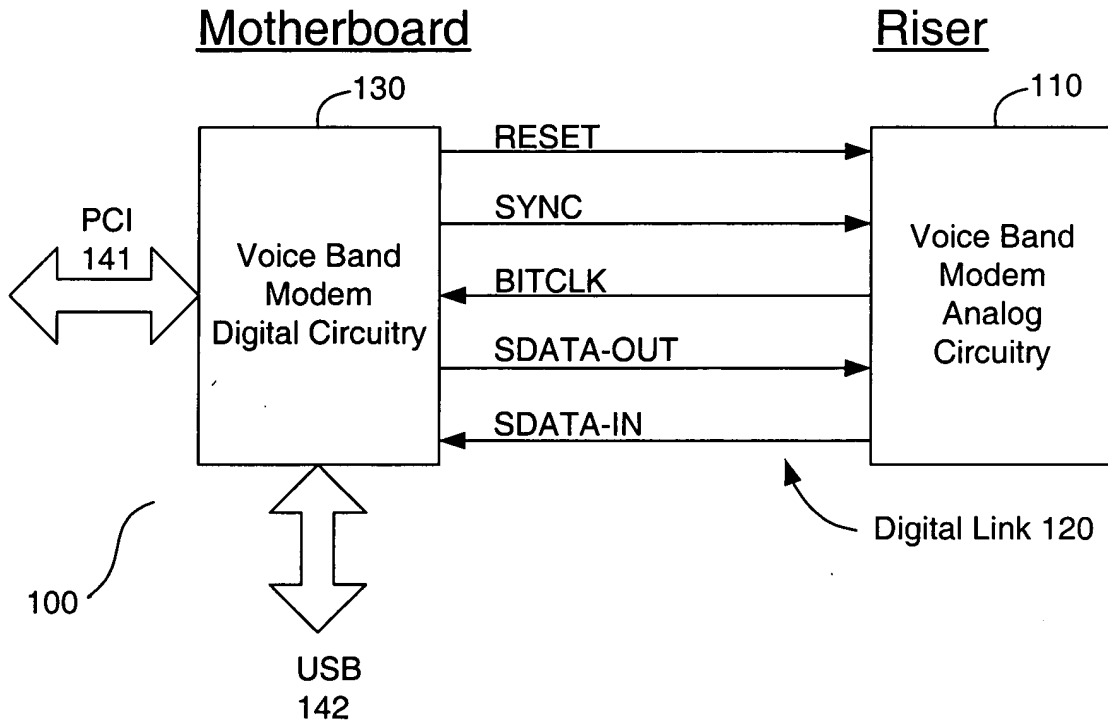 Motherboard
Riser
130
110
RESET
SYNC
BITCLK
SDATA-OUT
SDATA-IN
PCI
141
Voice Band
Modem
Digital Circuitry
Voice Band
Modem
Analog
Circuitry
Digital Link 120
100
USB
142